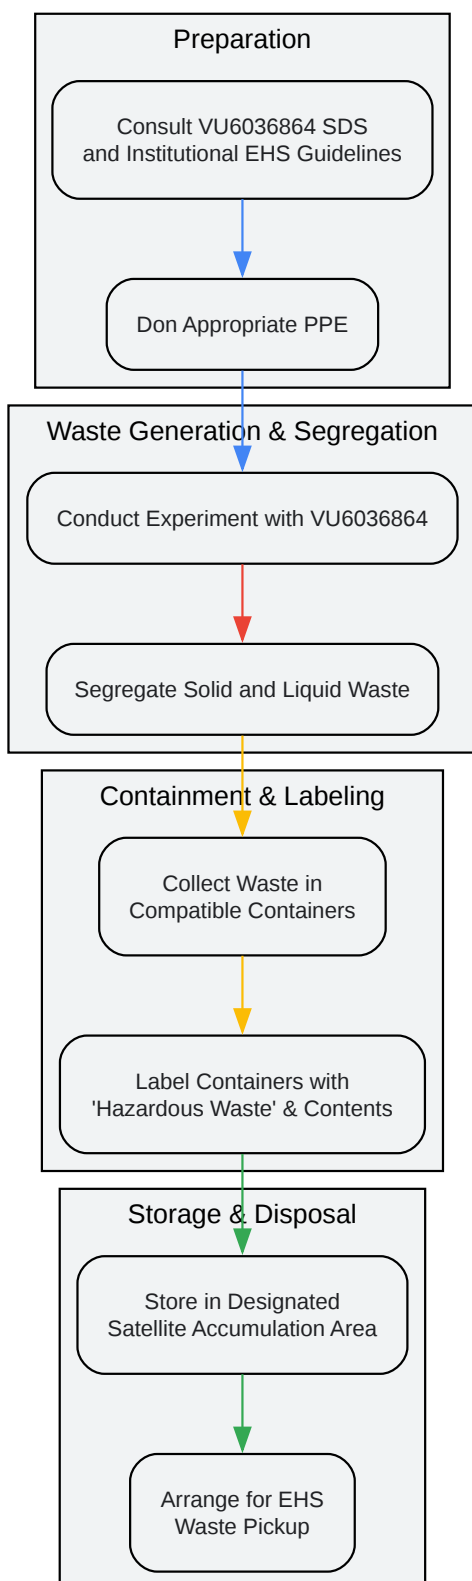 Preparation
Consult VU6036864 SDS
and Institutional EHS Guidelines
Don Appropriate PPE
Waste Generation & Segregation
Conduct Experiment with VU6036864
Segregate Solid and Liquid Waste
Containment & Labeling
Collect Waste in
Compatible Containers
Label Containers with
'Hazardous Waste' & Contents
Storage & Disposal
Store in Designated
Satellite Accumulation Area
Arrange for EHS
Waste Pickup